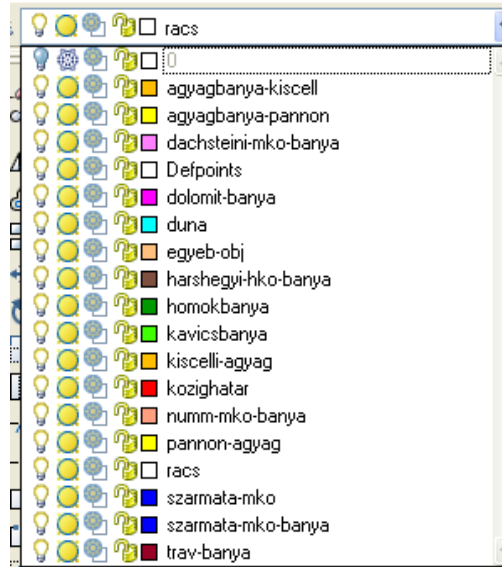 racs
0
agyagbanya-kiscell
agyagbanya-pannon
dachsteini-mko-banya
Defpoints
dolomit-banya
duna
egyeb-obj
harshegyi-hko-banya
homokbanya
kavicsbanya
kiscelli-agyag
kozighatar
numm-mko-banya
pannon-agyag
racs
szarmata-mko
szarmata-mko-banya
trav-banya